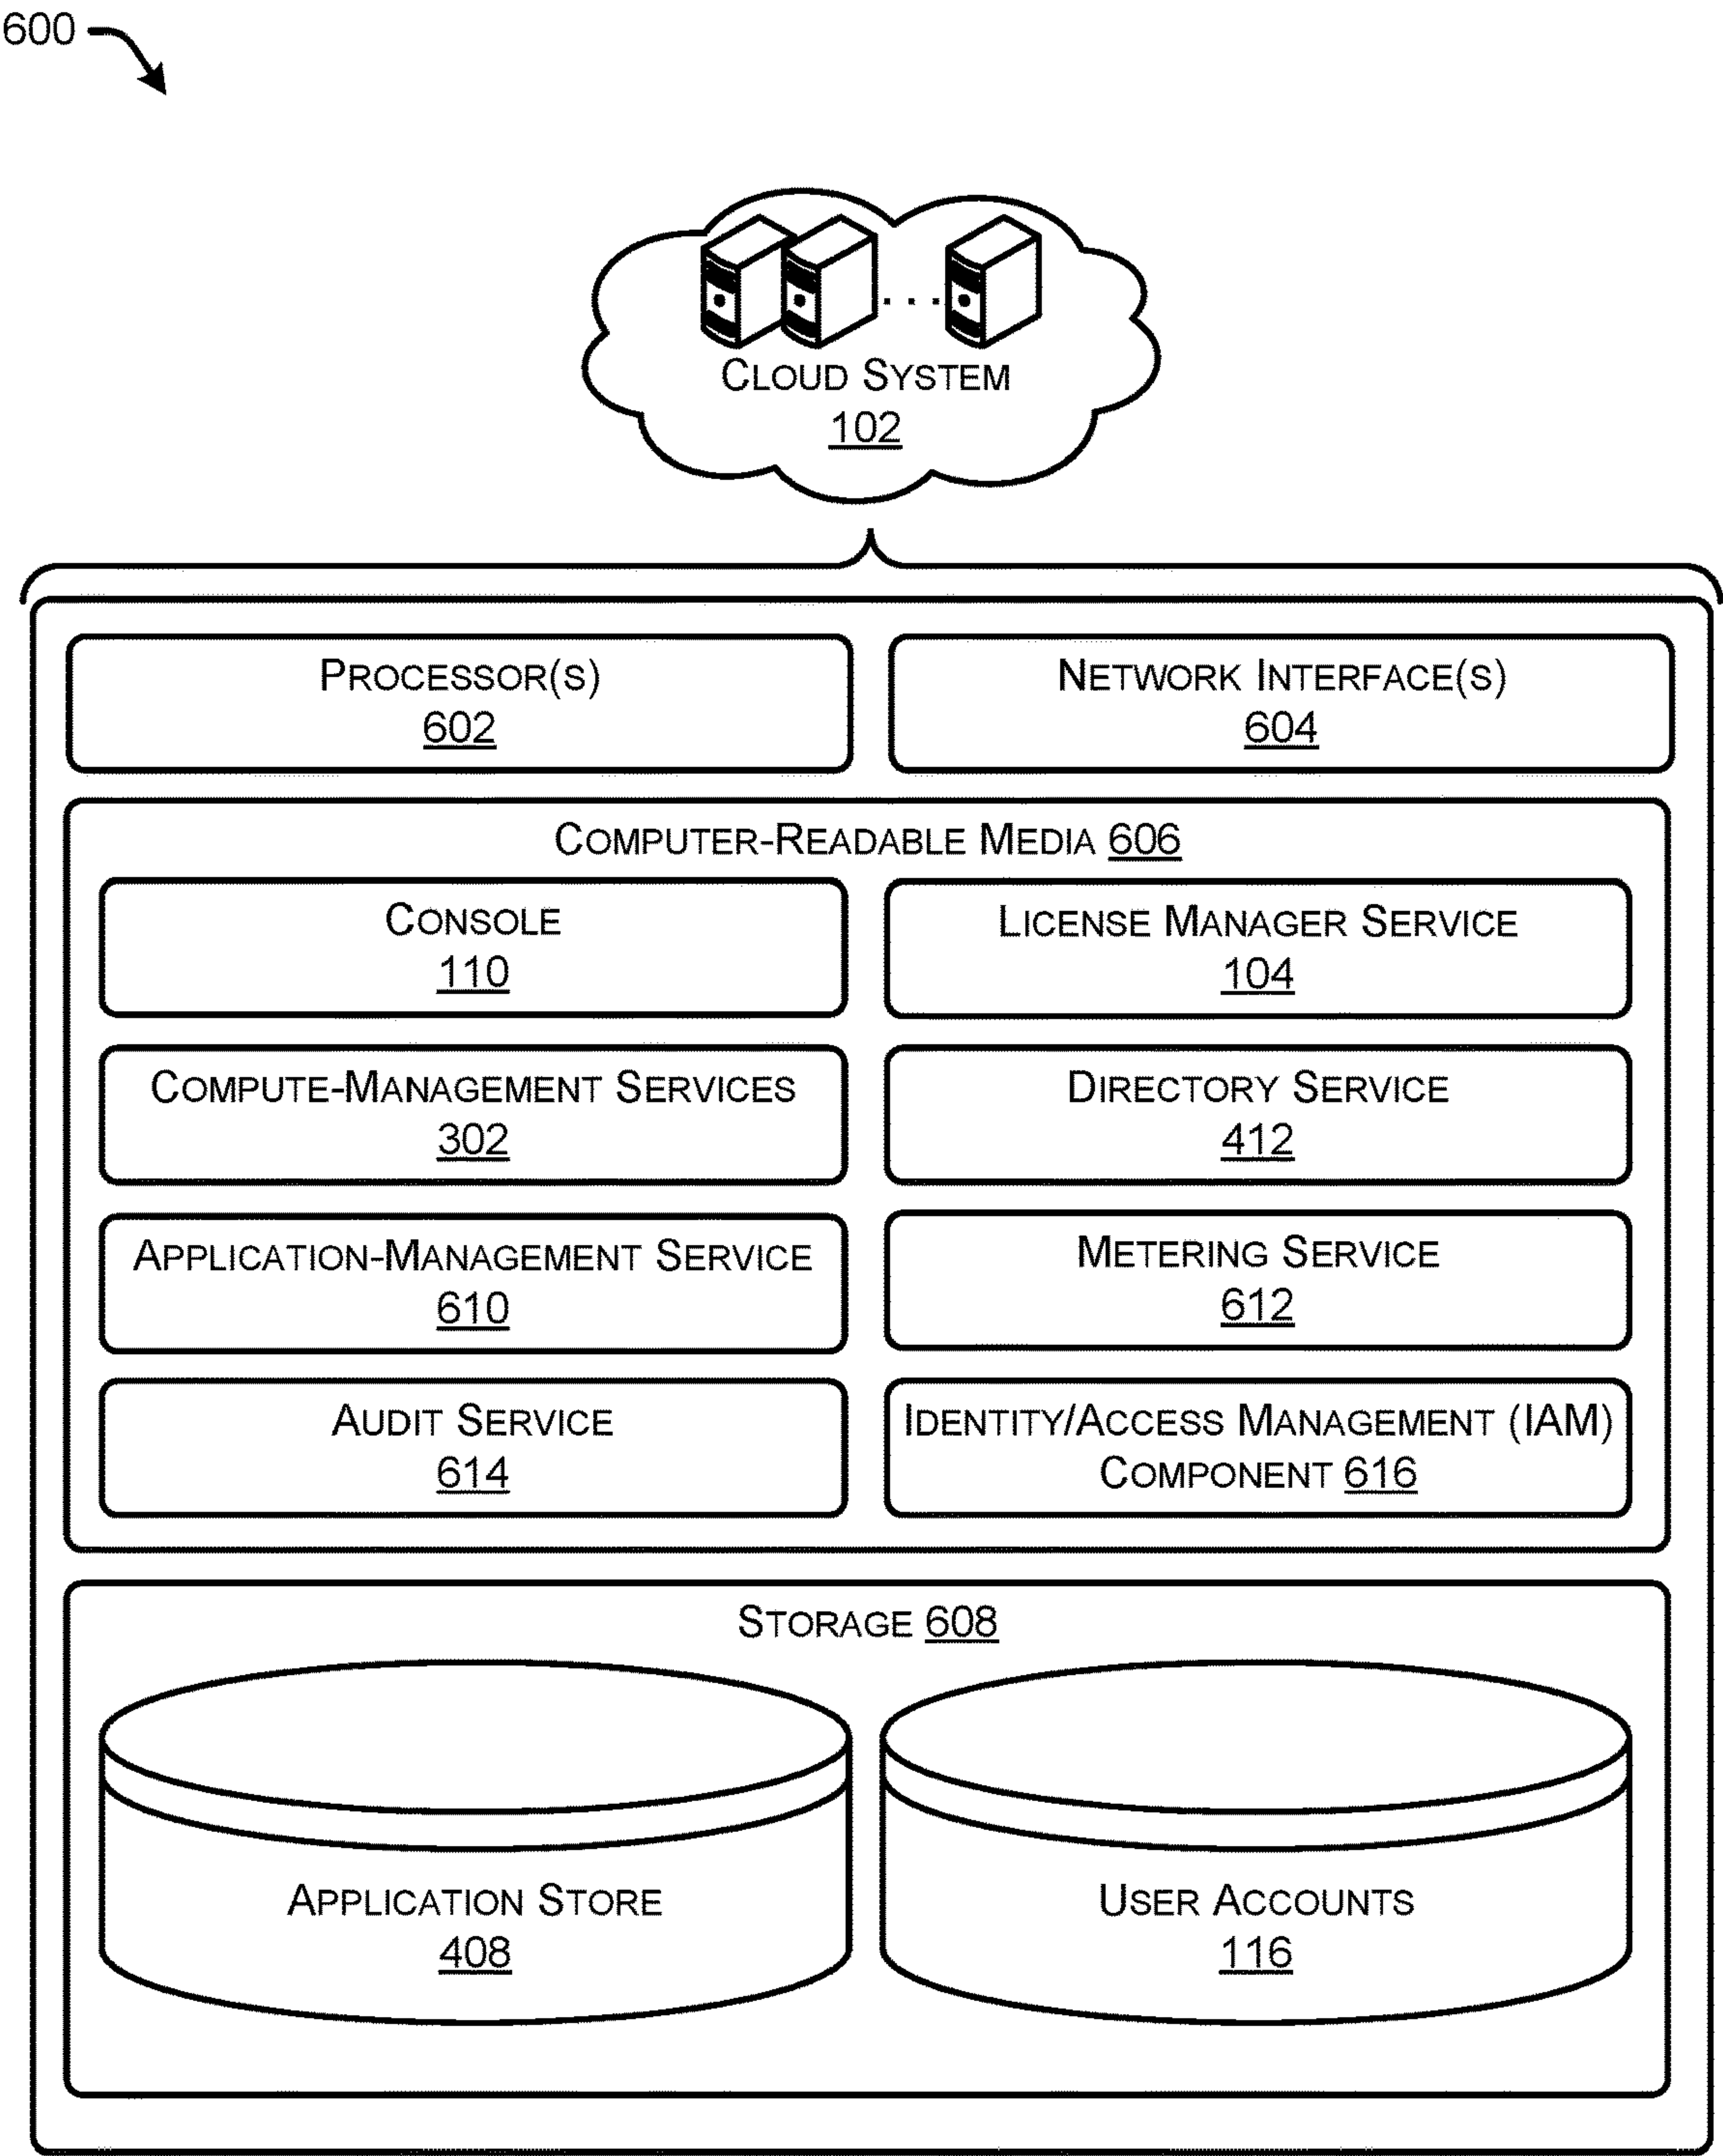 600
CLOUD SYSTEM
102
PROCESSOR(S)
602
NETWORK INTERFACE(S)
604
COMPUTER-READABLE MEDIA 606
CONSOLE
110
LICENSE MANAGER SERVICE
104
COMPUTE-MANAGEMENT SERVICES
302
DIRECTORY SERVICE
412
APPLICATION-MANAGEMENT SERVICE
610
METERING SERVICE
612
AUDIT SERVICE
614
IDENTITY/ACCESS MANAGEMENT (IAM)
COMPONENT 616
STORAGE 608
APPLICATION STORE
408
USER ACCOUNTS
116